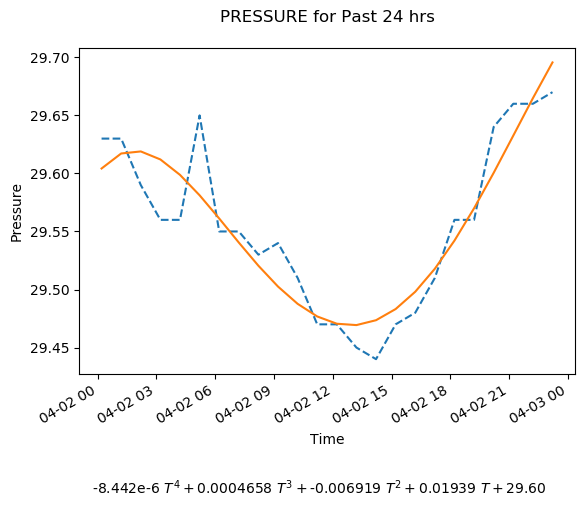 PRESSURE for Past 24 hrs
29.70
29.65
29.60
29.55
29.50
29.45
Pressure
04-02 00 04-02 03 04-02 06 04-02 09 04-02 12 04-02 15 04-02 18 04-02 21 04-03 00
Time
-8.442e-6 T⁴ + 0.0004658 T³ + -0.006919 T² + 0.01939 T + 29.60